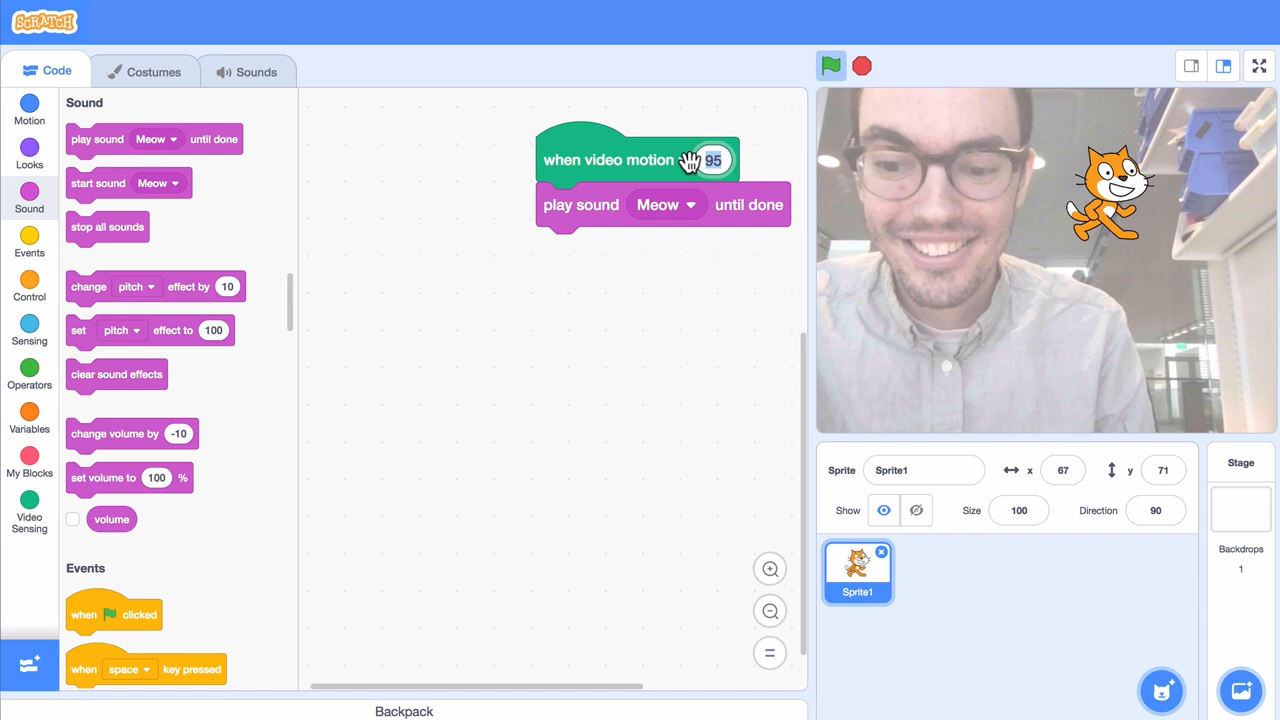 SCRATCH
Code
Costumes
Sounds
Motion
Looks
Sound
Events
Control
Sensing
Operators
Variables
My Blocks
Video
Sensing
Sound
play sound Meow until done
start sound Meow
stop all sounds
change pitch effect by 10
set pitch effect to 100
clear sound effects
change volume by -10
set volume to 100 %
volume
Events
when clicked
when space key pressed
when video motion 95
play sound Meow until done
Backpack
Sprite Sprite1 x 67 y 71
Show Size 100 Direction 90
Sprite1
Stage
Backdrops
1